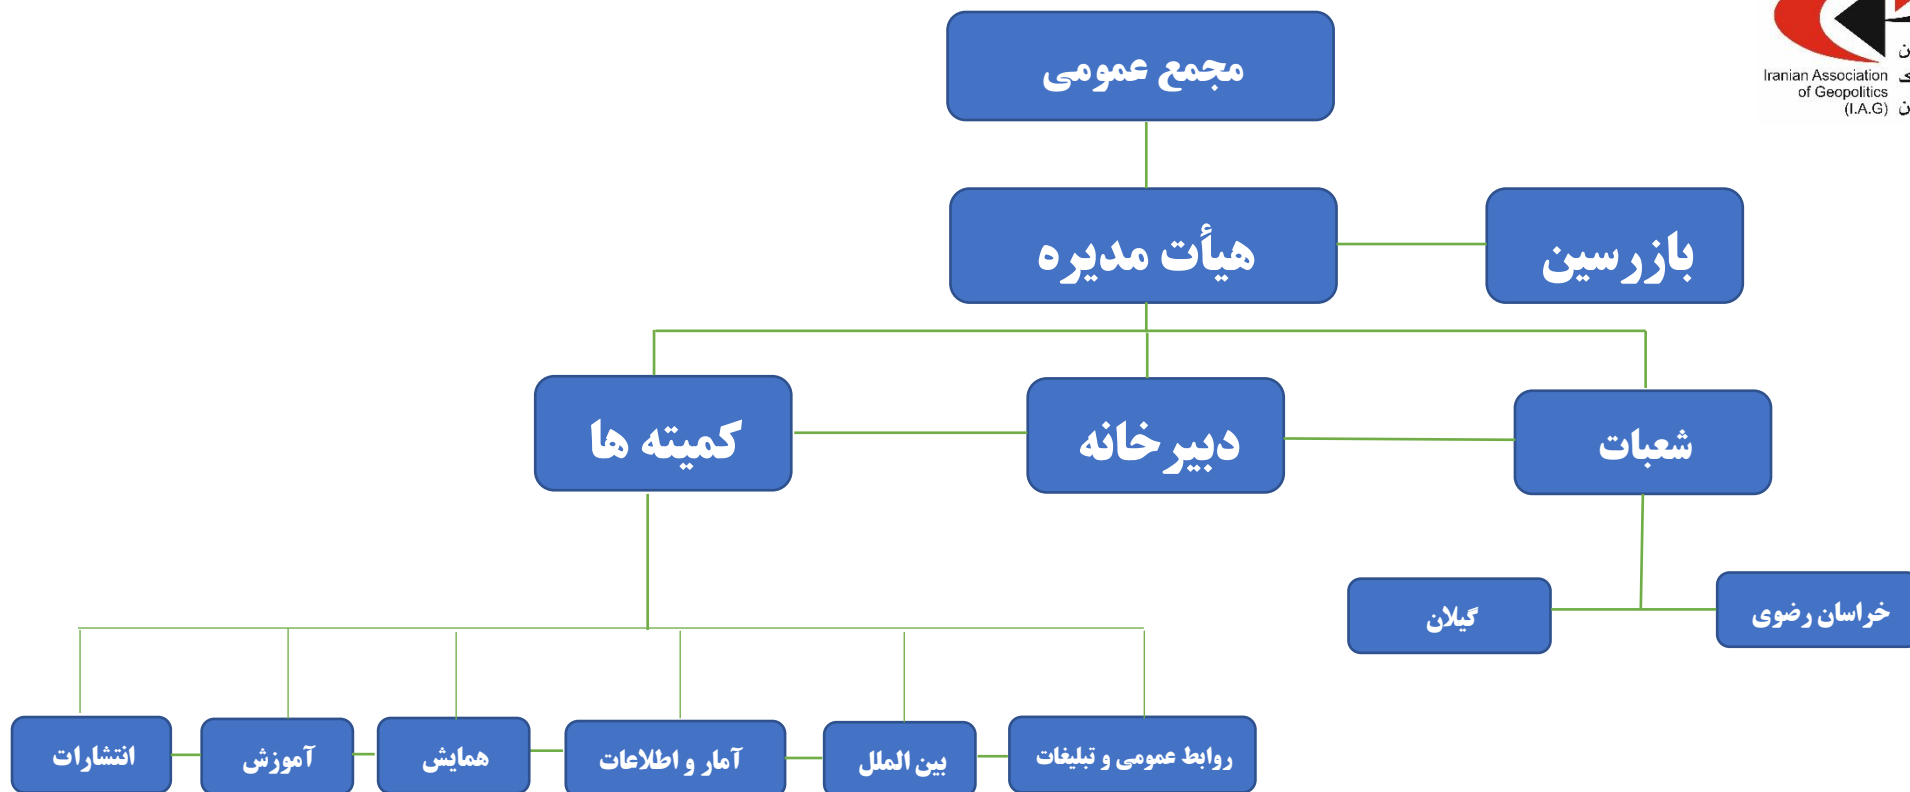 مجمع عمومی
Iranian Association
of Geopolitics
(I.A.G)
هیأت مدیره
بازرسین
کمیته ها
دبیرخانه
شعبات
گیلان
خراسان رضوی
انتشارات
آموزش
همایش
آمار و اطلاعات
بین الملل
روابط عمومی و تبلیغات